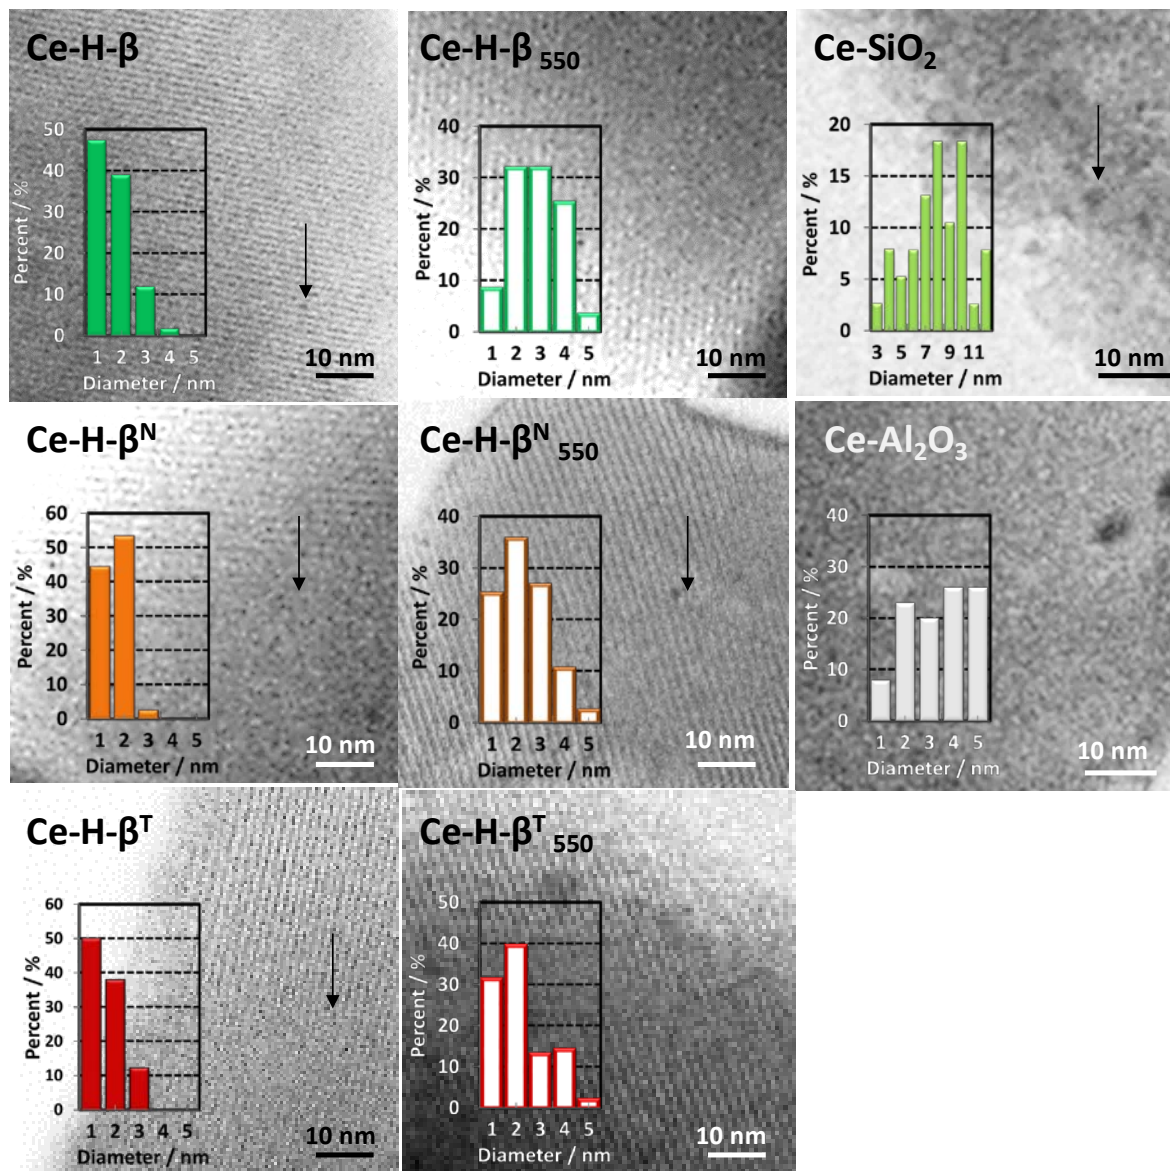 Ce-H-β
50
40
30
20
10
0
Percent / %
1 2 3 4 5
Diameter / nm
10 nm
Ce-H-β 550
40
30
20
10
0
Percent / %
1 2 3 4 5
Diameter / nm
10 nm
Ce-SiO2
20
15
10
5
0
Percent / %
3 5 7 9 11
Diameter / nm
10 nm
Ce-H-βN
60
50
40
30
20
10
0
Percent / %
1 2 3 4 5
Diameter / nm
10 nm
Ce-H-βN 550
40
30
20
10
0
Percent / %
1 2 3 4 5
Diameter / nm
10 nm
Ce-Al2O3
40
30
20
10
0
Percent / %
1 2 3 4 5
Diameter / nm
10 nm
Ce-H-βT
60
50
40
30
20
10
0
Percent / %
1 2 3 4 5
Diameter / nm
10 nm
Ce-H-βT 550
50
40
30
20
10
0
Percent / %
1 2 3 4 5
Diameter / nm
10 nm